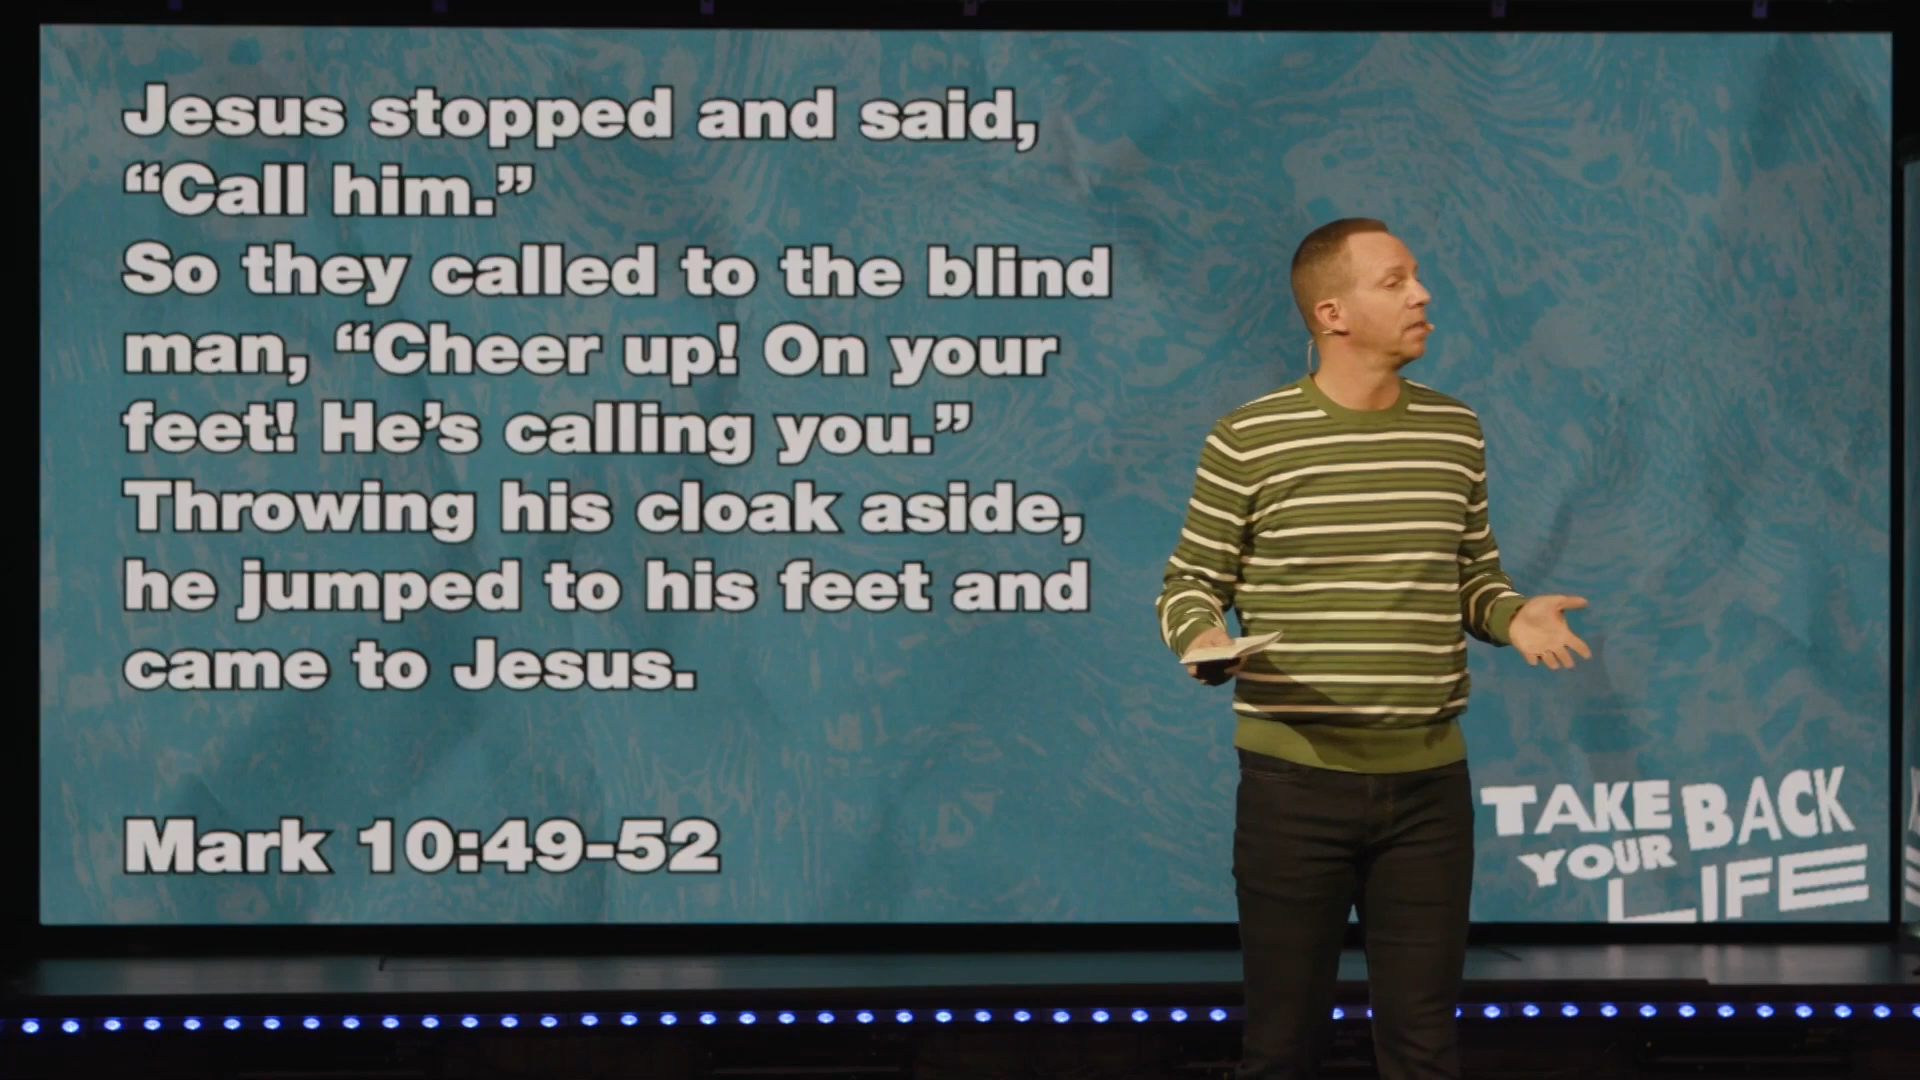 Jesus stopped and said,
“Call him.”
So they called to the blind
man, “Cheer up! On your
feet! He’s calling you.”
Throwing his cloak aside,
he jumped to his feet and
came to Jesus.
Mark 10:49-52
TAKE BACK
YOUR
LIFE